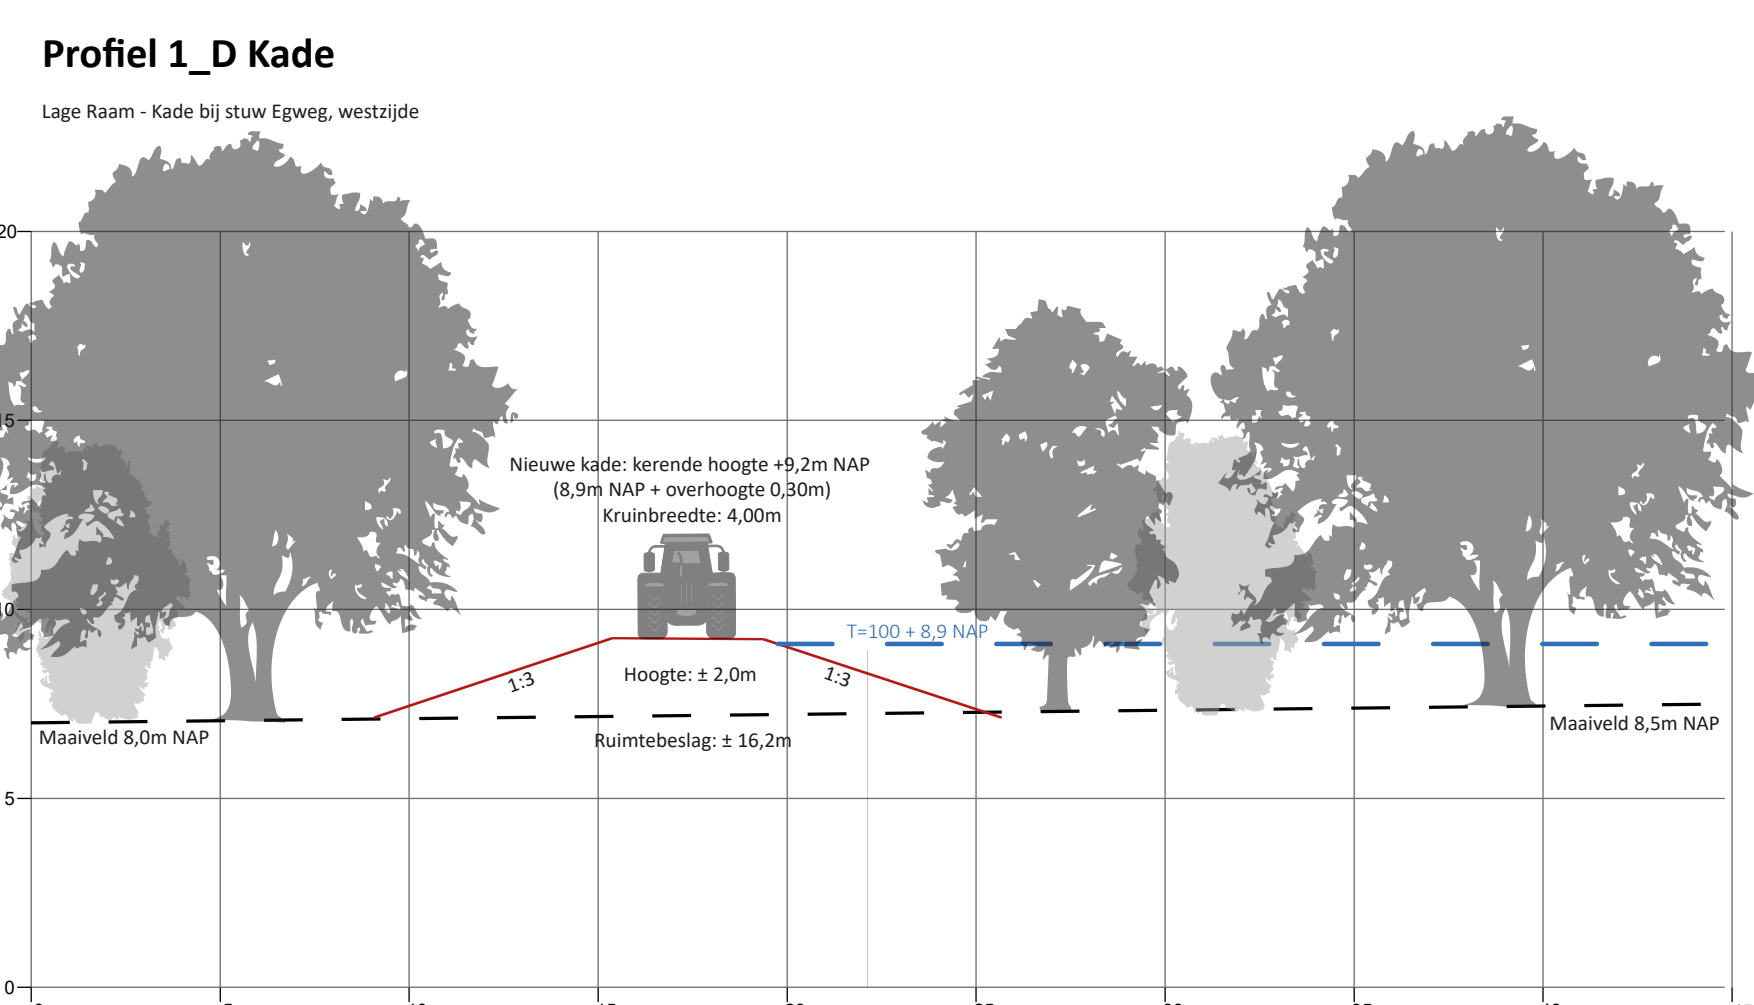 Profiel 1_D Kade
Lage Raam - Kade bij stuw Egweg, westzijde
20
15
Nieuwe kade: kerende hoogte +9,2m NAP
(8,9m NAP + overhoogte 0,30m)
Kruinbreedte: 4,00m
10
T=100 + 8,9 NAP
1:3
Hoogte: ± 2,0m
1:3
Maaiveld 8,0m NAP
Ruimtebeslag: ± 16,2m
Maaiveld 8,5m NAP
5
0